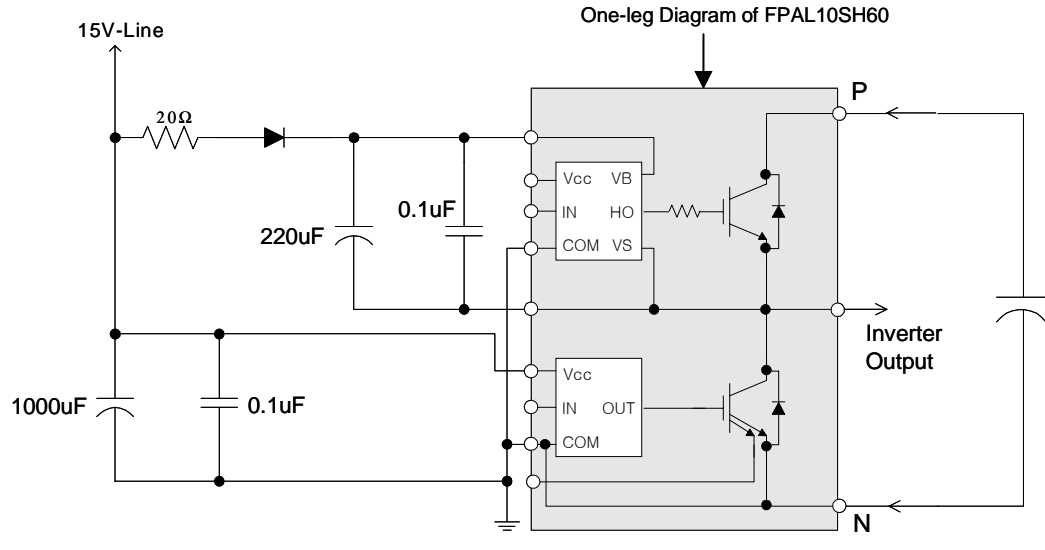 One-leg Diagram of FPAL10SH60
15V-Line
P
20Ω
Vcc VB
0.1uF
IN HO
220uF
COM VS
Inverter
Output
Vcc
1000uF
0.1uF
IN OUT
COM
N